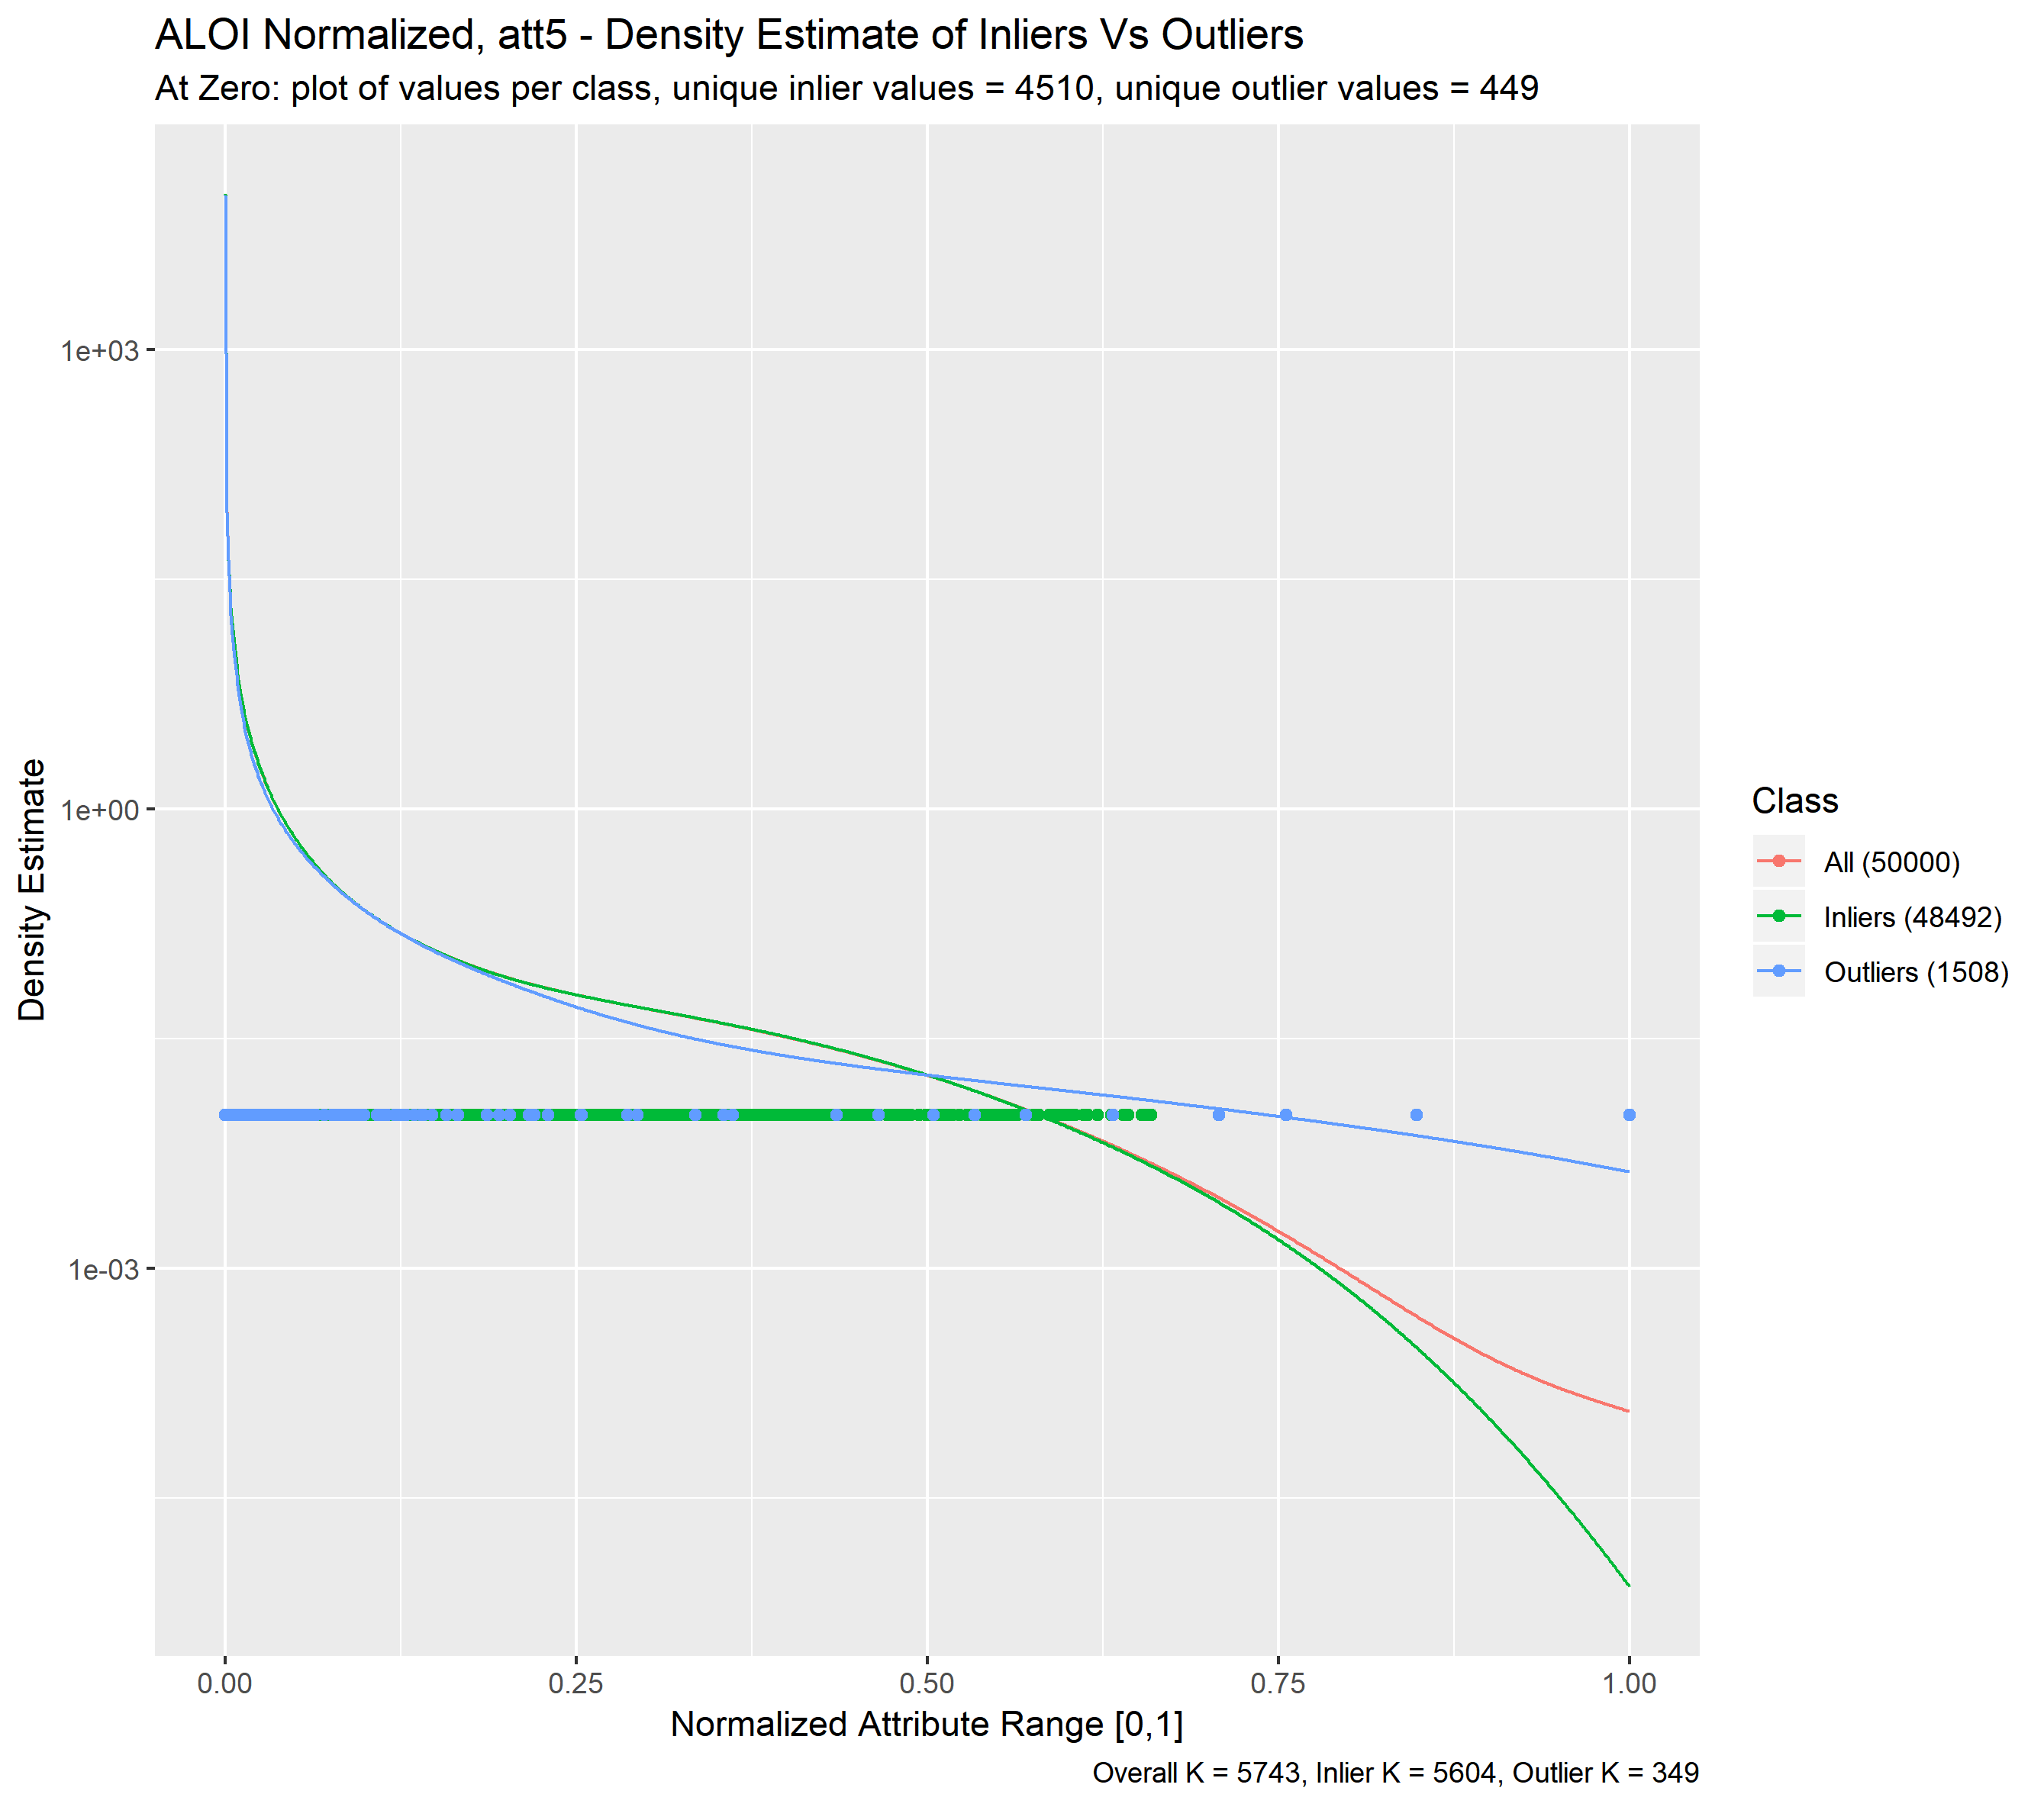 ALOI Normalized, att5 - Density Estimate of Inliers Vs Outliers
At Zero: plot of values per class, unique inlier values = 4510, unique outlier values = 449
1e+03
1e+00
1e-03
Density Estimate
0.00 0.25 0.50 0.75 1.00
Normalized Attribute Range [0,1]
Overall K = 5743, Inlier K = 5604, Outlier K = 349
Class
All (50000)
Inliers (48492)
Outliers (1508)